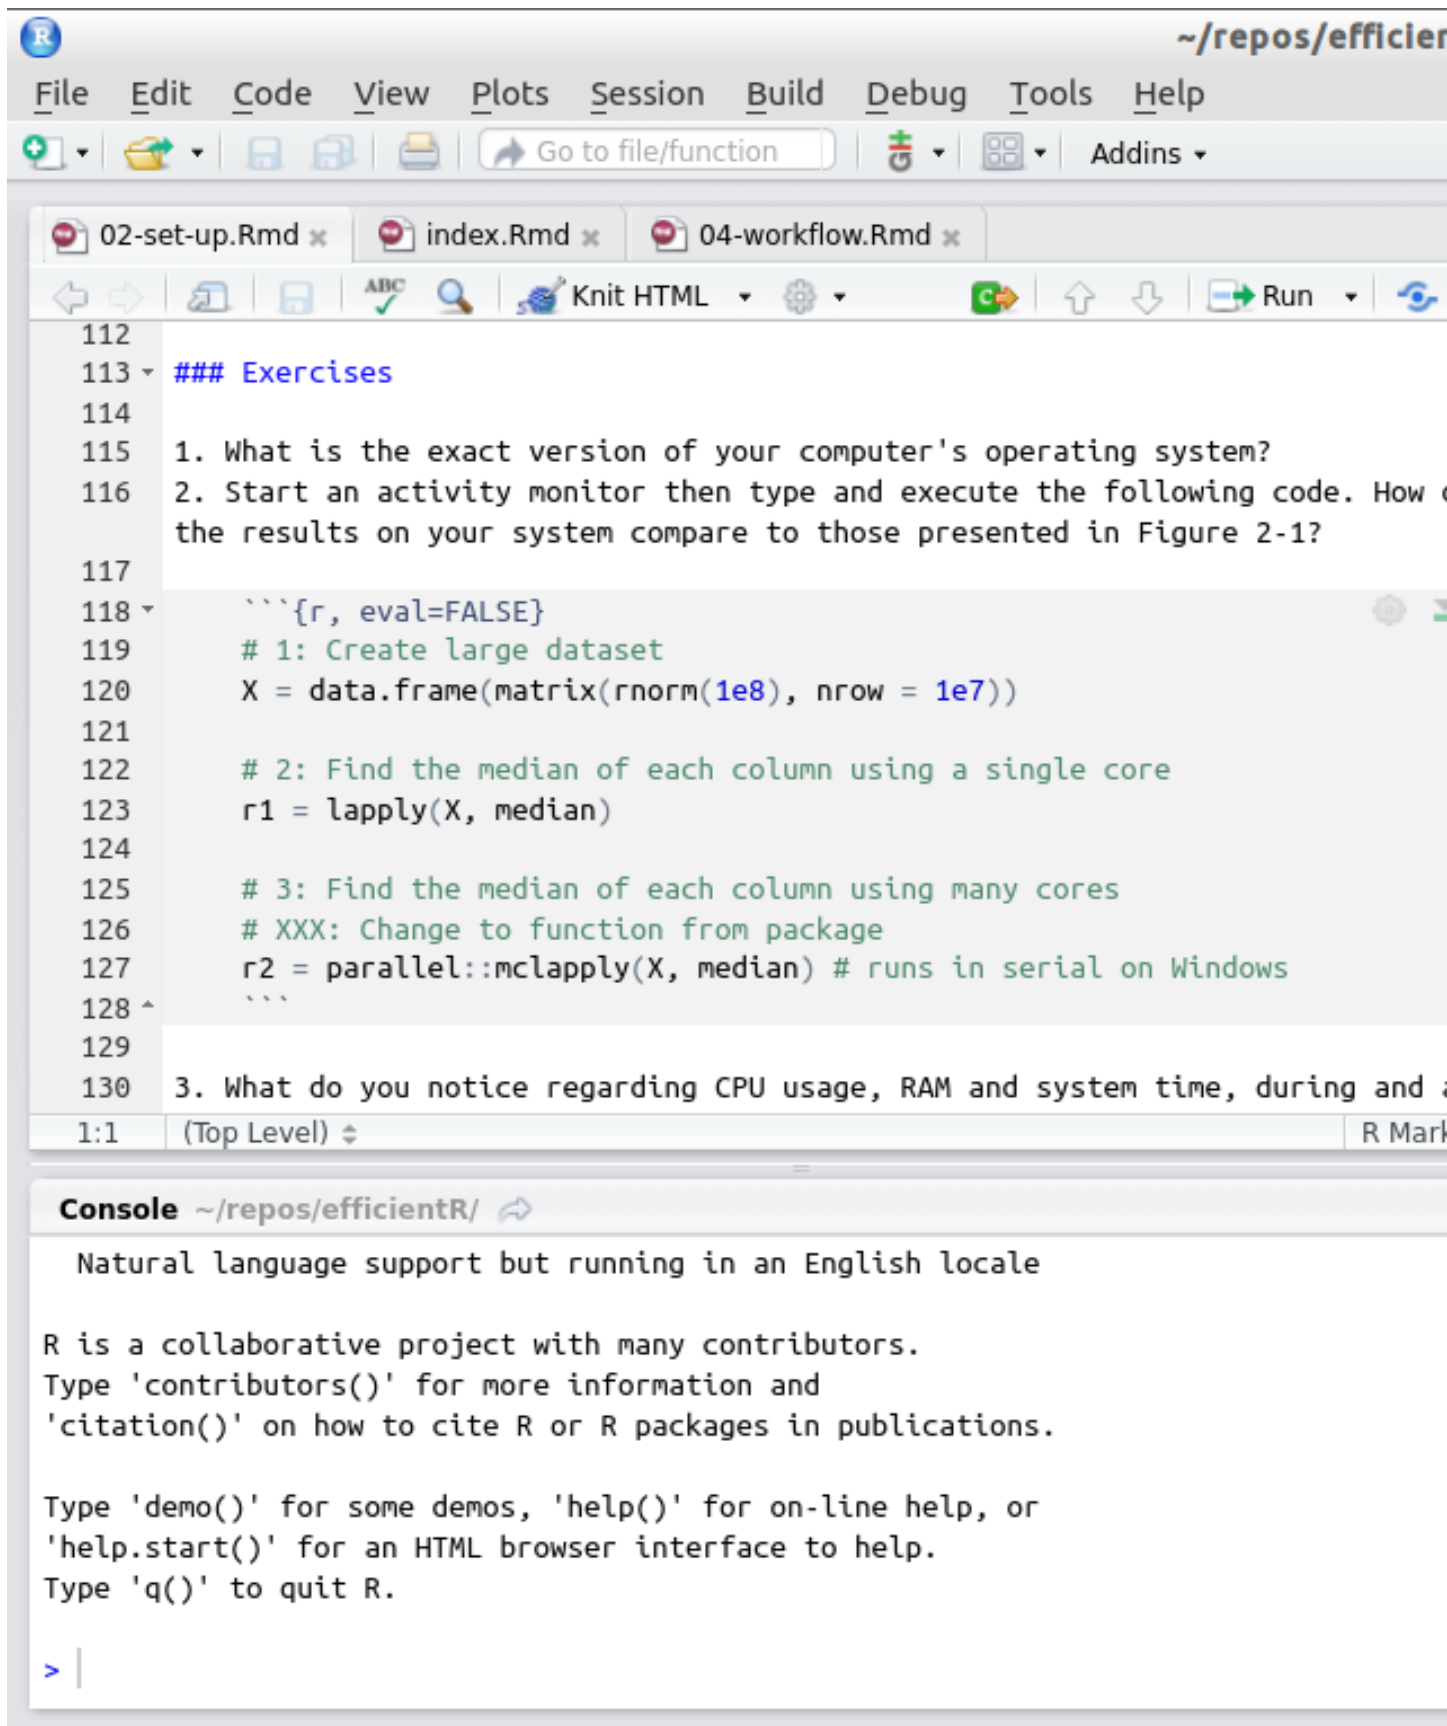 ~/repos/efficien
File Edit Code View Plots Session Build Debug Tools Help
Go to file/function Addins
02-set-up.Rmd index.Rmd 04-workflow.Rmd
ABC Knit HTML Run
112
113 ### Exercises
114
115 1. What is the exact version of your computer's operating system?
116 2. Start an activity monitor then type and execute the following code. How
the results on your system compare to those presented in Figure 2-1?
117
118 ```{r, eval=FALSE}
119 # 1: Create large dataset
120 X = data.frame(matrix(rnorm(1e8), nrow = 1e7))
121
122 # 2: Find the median of each column using a single core
123 r1 = lapply(X, median)
124
125 # 3: Find the median of each column using many cores
126 # XXX: Change to function from package
127 r2 = parallel::mclapply(X, median) # runs in serial on Windows
128 ```
129
130 3. What do you notice regarding CPU usage, RAM and system time, during and
1:1 (Top Level) R Mark
Console ~/repos/efficientR/
Natural language support but running in an English locale
R is a collaborative project with many contributors.
Type 'contributors()' for more information and
'citation()' on how to cite R or R packages in publications.
Type 'demo()' for some demos, 'help()' for on-line help, or
'help.start()' for an HTML browser interface to help.
Type 'q()' to quit R.
>